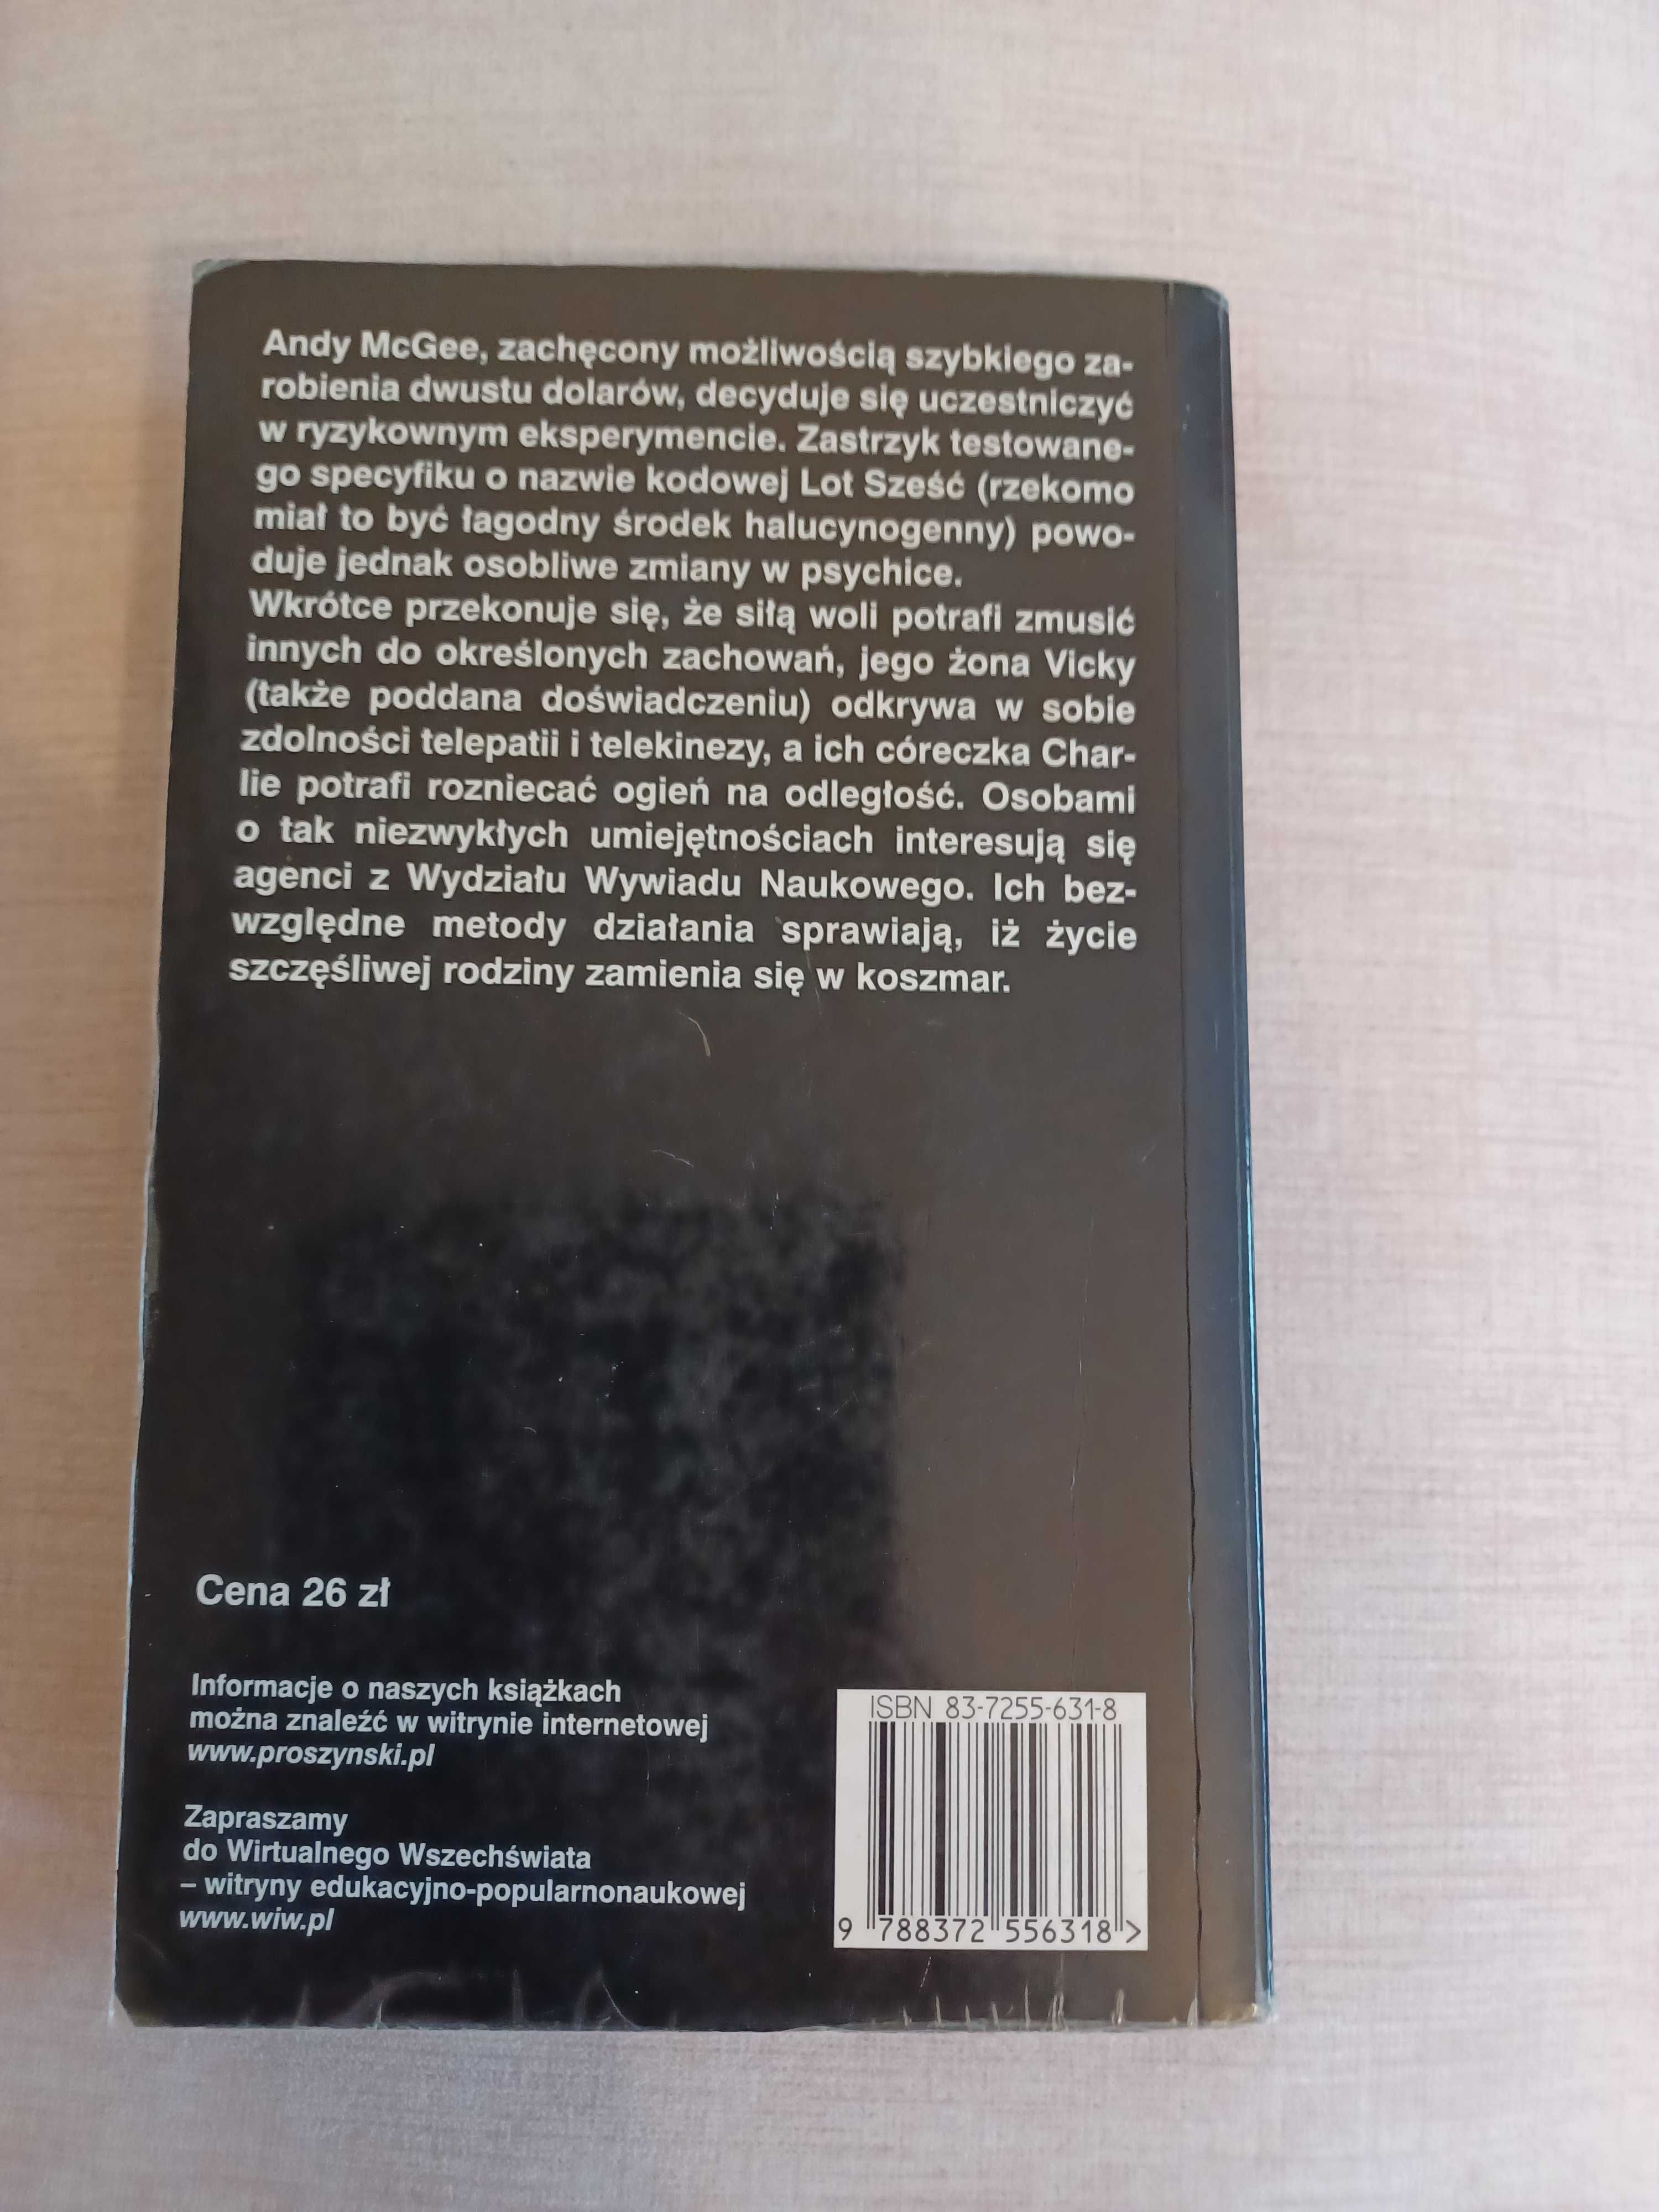 Andy McGee, zachęcony możliwością szybkiego za-
robienia dwustu dolarów, decyduje się uczestniczyć
w ryzykownym eksperymencie. Zastrzyk testowane-
go specyfiku o nazwie kodowej Lot Sześć (rzekomo
miał to być łagodny środek halucynogenny) powo-
duje jednak osobliwe zmiany w psychice.
Wkrótce przekonuje się, że siłą woli potrafi zmusić
innych do określonych zachowań, jego żona Vicky
(także poddana doświadczeniu) odkrywa w sobie
zdolności telepatii i telekinezy, a ich córeczka Char-
lie potrafi rozniecać ogień na odległość. Osobami
o tak niezwykłych umiejętnościach interesują się
agenci z Wydziału Wywiadu Naukowego. Ich bez-
względne metody działania sprawiają, iż życie
szczęśliwej rodziny zamienia się w koszmar.
Cena 26 zł
Informacje o naszych książkach
można znaleźć w witrynie internetowej
www.proszynski.pl
Zapraszamy
do Wirtualnego Wszechświata
– witryny edukacyjno-popularnonaukowej
www.wiw.pl
ISBN 83-7255-631-8
9 788372 556318 >